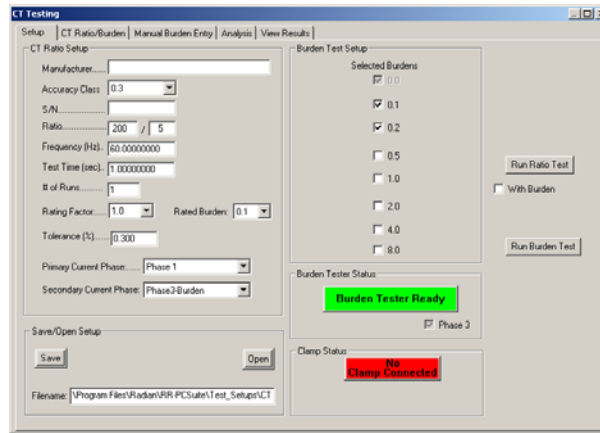 CT Testing
Setup CT Ratio/Burden Manual Burden Entry Analysis View Results
CT Ratio Setup
Manufacturer......
Accuracy Class 0.3
S/N...................
Ratio................. 200 / 5
Frequency (Hz).. 60.00000000
Test Time (sec).. 1.00000000
# of Runs.......... 1
Rating Factor...... 1.0 Rated Burden: 0.1
Tolerance (%)...... 0.300
Primary Current Phase:...... Phase 1
Secondary Current Phase: Phase3-Burden
Save/Open Setup
Save Open
Filename: \Program Files\Radian\RR-PCSuite\Test_Setups\CT
Burden Test Setup
Selected Burdens
0.0
0.1
0.2
0.5
1.0
2.0
4.0
8.0
Burden Tester Status
Burden Tester Ready
Phase 3
Clamp Status
No
Clamp Connected
Run Ratio Test
With Burden
Run Burden Test